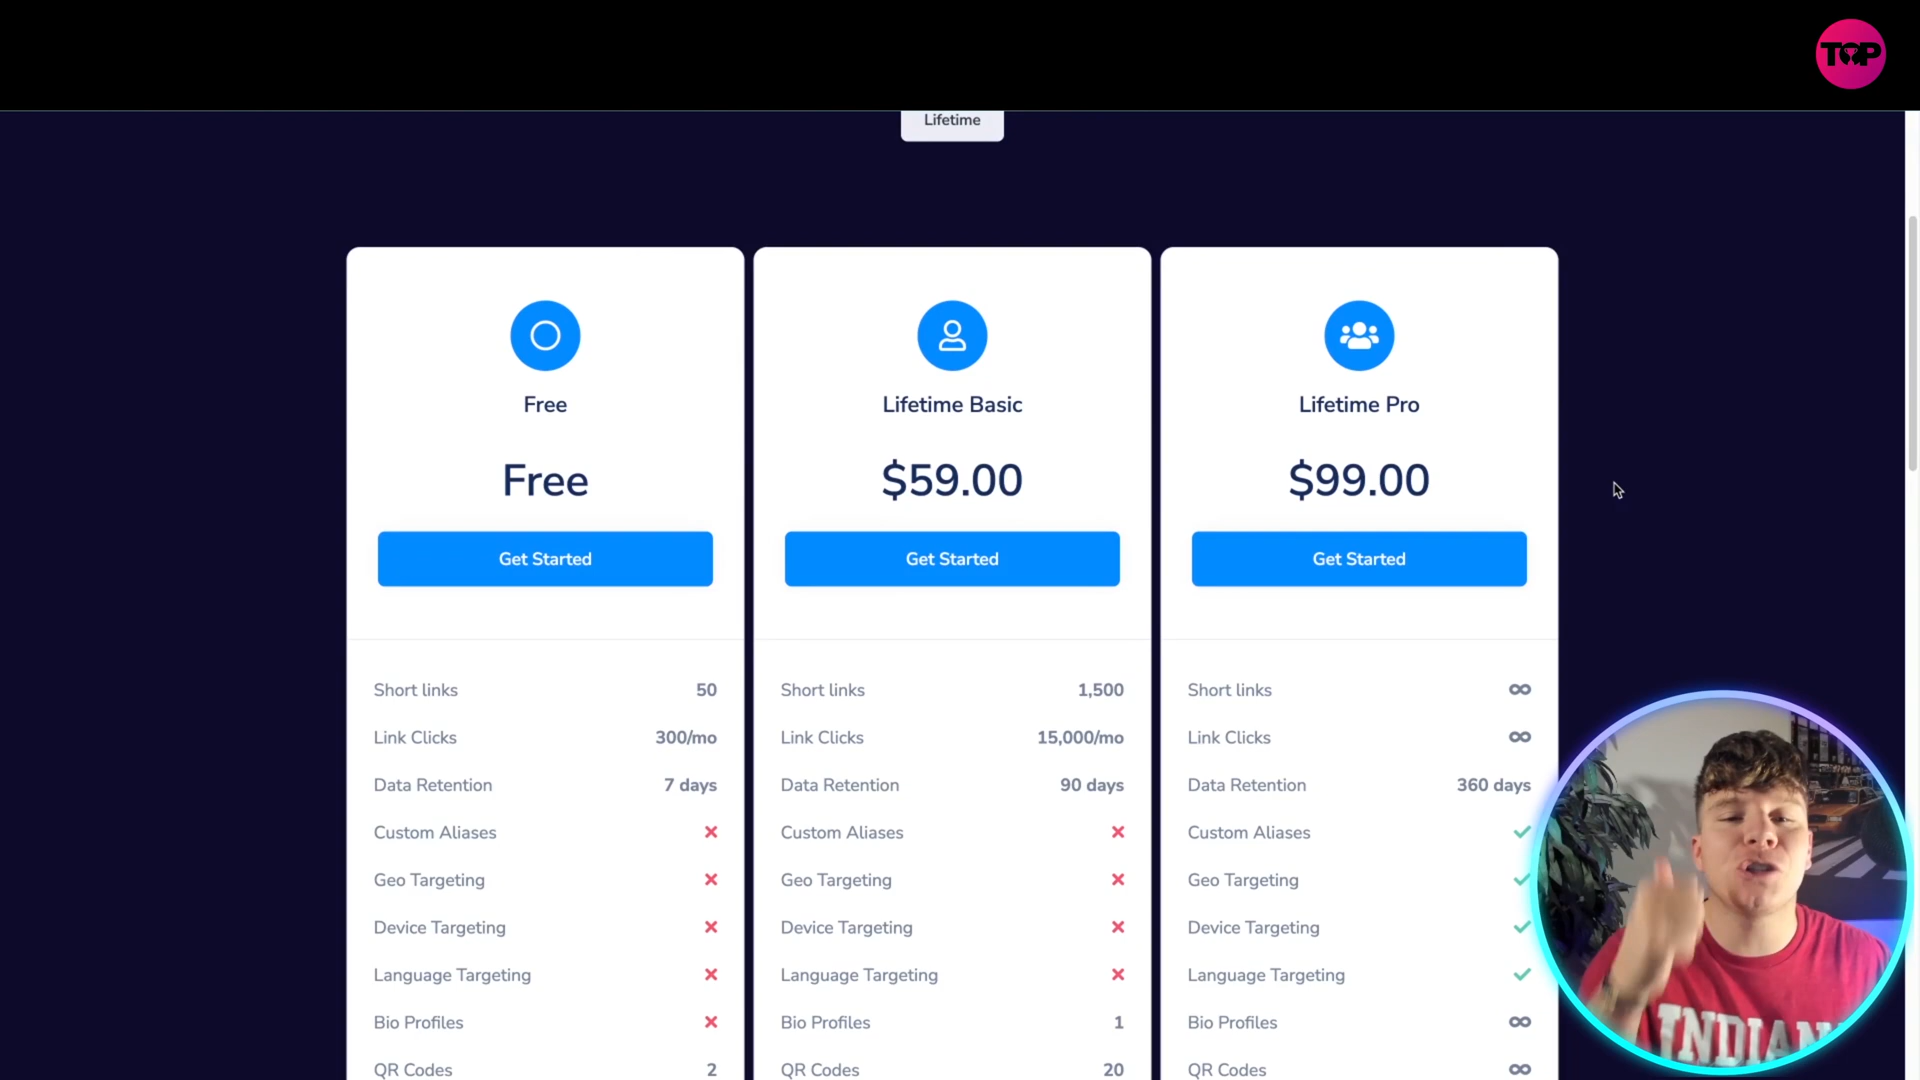 TOP
Lifetime
Free
Lifetime Basic
Lifetime Pro
Free
$59.00
$99.00
Get Started
Get Started
Get Started
Short links 50
Short links 1,500
Short links ∞
Link Clicks 300/mo
Link Clicks 15,000/mo
Link Clicks ∞
Data Retention 7 days
Data Retention 90 days
Data Retention 360 days
Custom Aliases
Custom Aliases
Custom Aliases
Geo Targeting
Geo Targeting
Geo Targeting
Device Targeting
Device Targeting
Device Targeting
Language Targeting
Language Targeting
Language Targeting
Bio Profiles
Bio Profiles 1
Bio Profiles ∞
QR Codes 2
QR Codes 20
QR Codes ∞